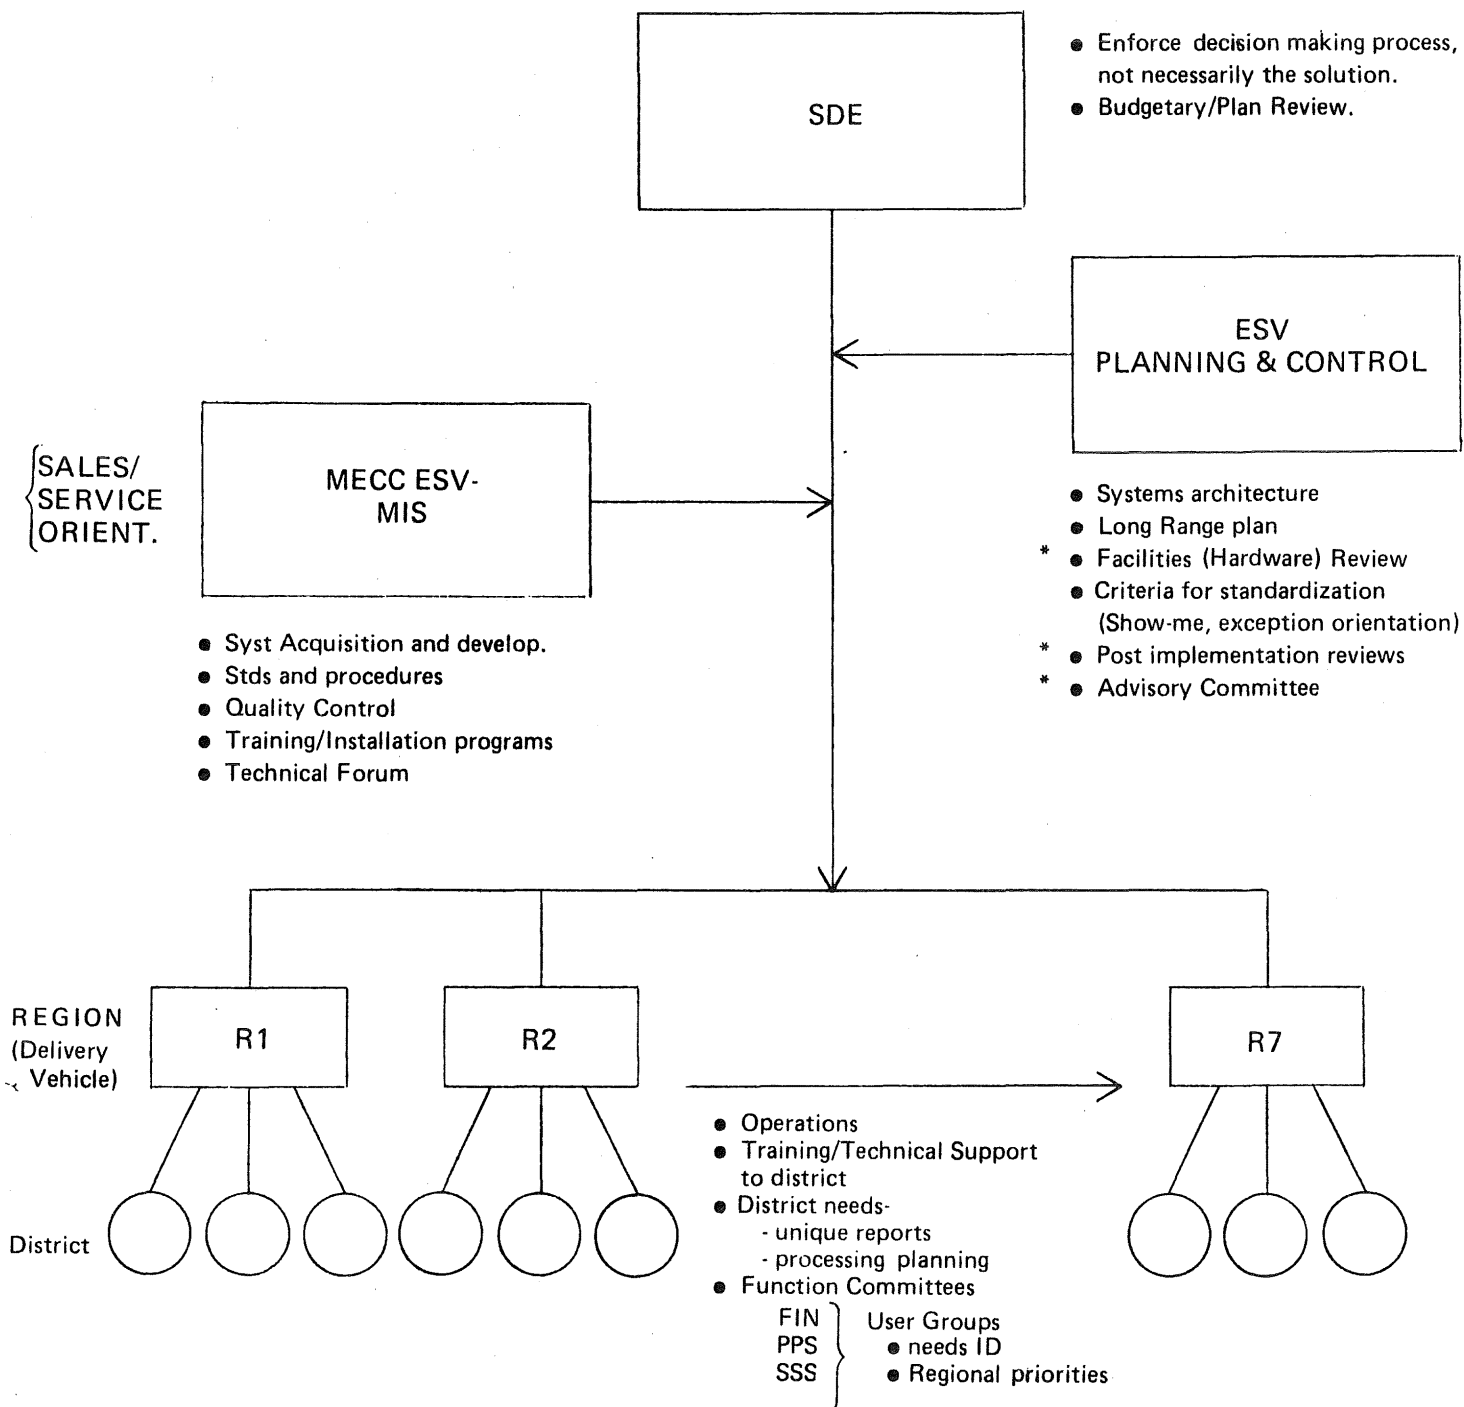 SDE
● Enforce decision making process,
not necessarily the solution.
● Budgetary/Plan Review.
ESV
PLANNING & CONTROL
● Systems architecture
● Long Range plan
* ● Facilities (Hardware) Review
● Criteria for standardization
(Show-me, exception orientation)
* ● Post implementation reviews
* ● Advisory Committee
SALES/
SERVICE
ORIENT.
MECC ESV-
MIS
● Syst Acquisition and develop.
● Stds and procedures
● Quality Control
● Training/Installation programs
● Technical Forum
REGION
(Delivery
Vehicle)
R1
R2
R7
● Operations
● Training/Technical Support
to district
● District needs-
- unique reports
- processing planning
● Function Committees
FIN
PPS
SSS
User Groups
● needs ID
● Regional priorities
District